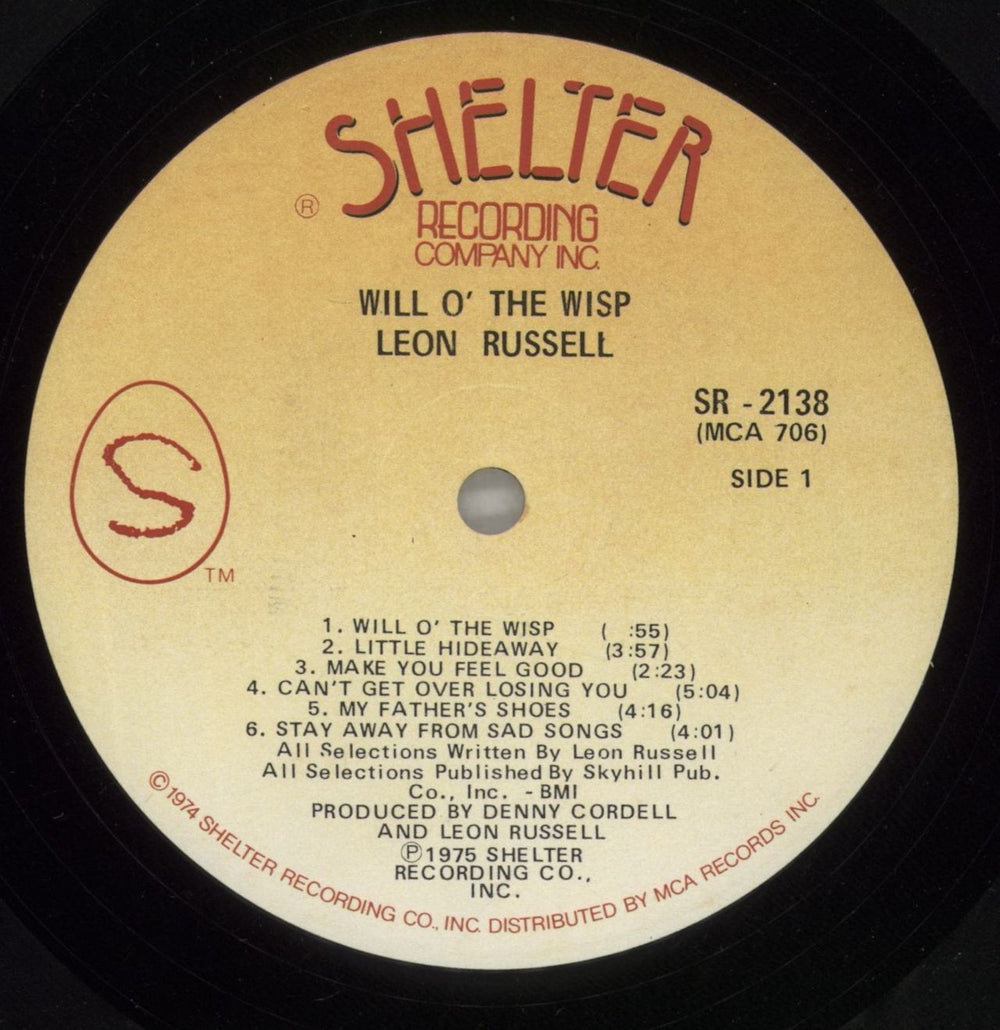 SHELTER
®
RECORDING
COMPANY INC.
WILL O' THE WISP
LEON RUSSELL
SR - 2138
(MCA 706)
SIDE 1
S
TM
1. WILL O' THE WISP ( :55)
2. LITTLE HIDEAWAY (3:57)
3. MAKE YOU FEEL GOOD (2:23)
4. CAN'T GET OVER LOSING YOU (5:04)
5. MY FATHER'S SHOES (4:16)
6. STAY AWAY FROM SAD SONGS (4:01)
All Selections Written By Leon Russell
All Selections Published By Skyhill Pub.
Co., Inc. - BMI
PRODUCED BY DENNY CORDELL
AND LEON RUSSELL
Ⓟ1975 SHELTER
RECORDING CO.,
INC.
©1974 SHELTER RECORDING CO., INC. DISTRIBUTED BY MCA RECORDS INC.